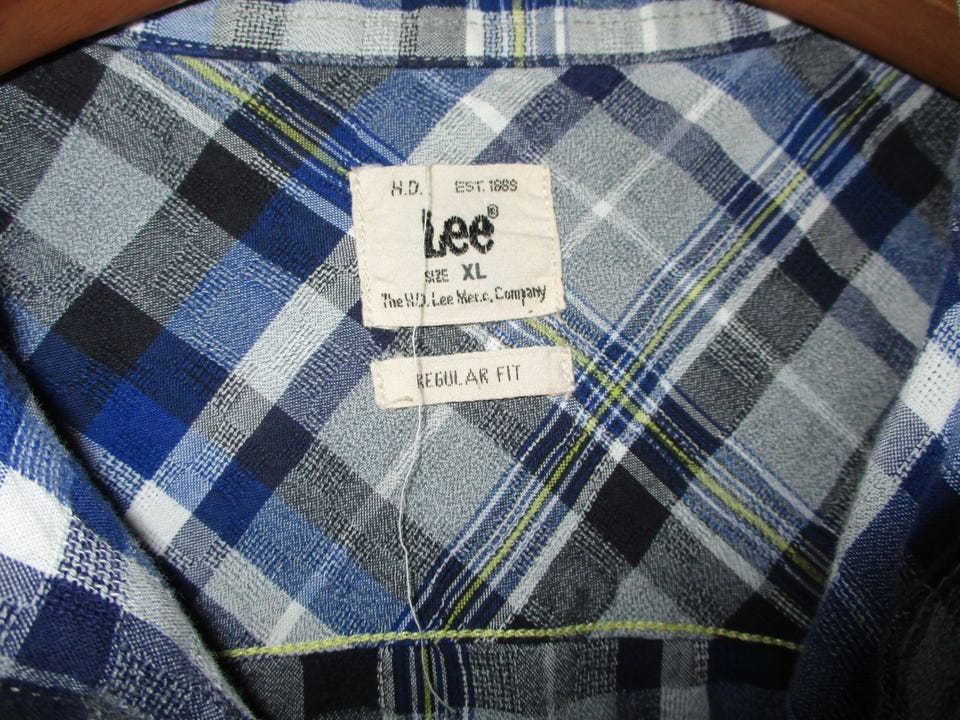 H.D. EST. 1889
Lee®
SIZE XL
The H.D. Lee Merc. Company
REGULAR FIT